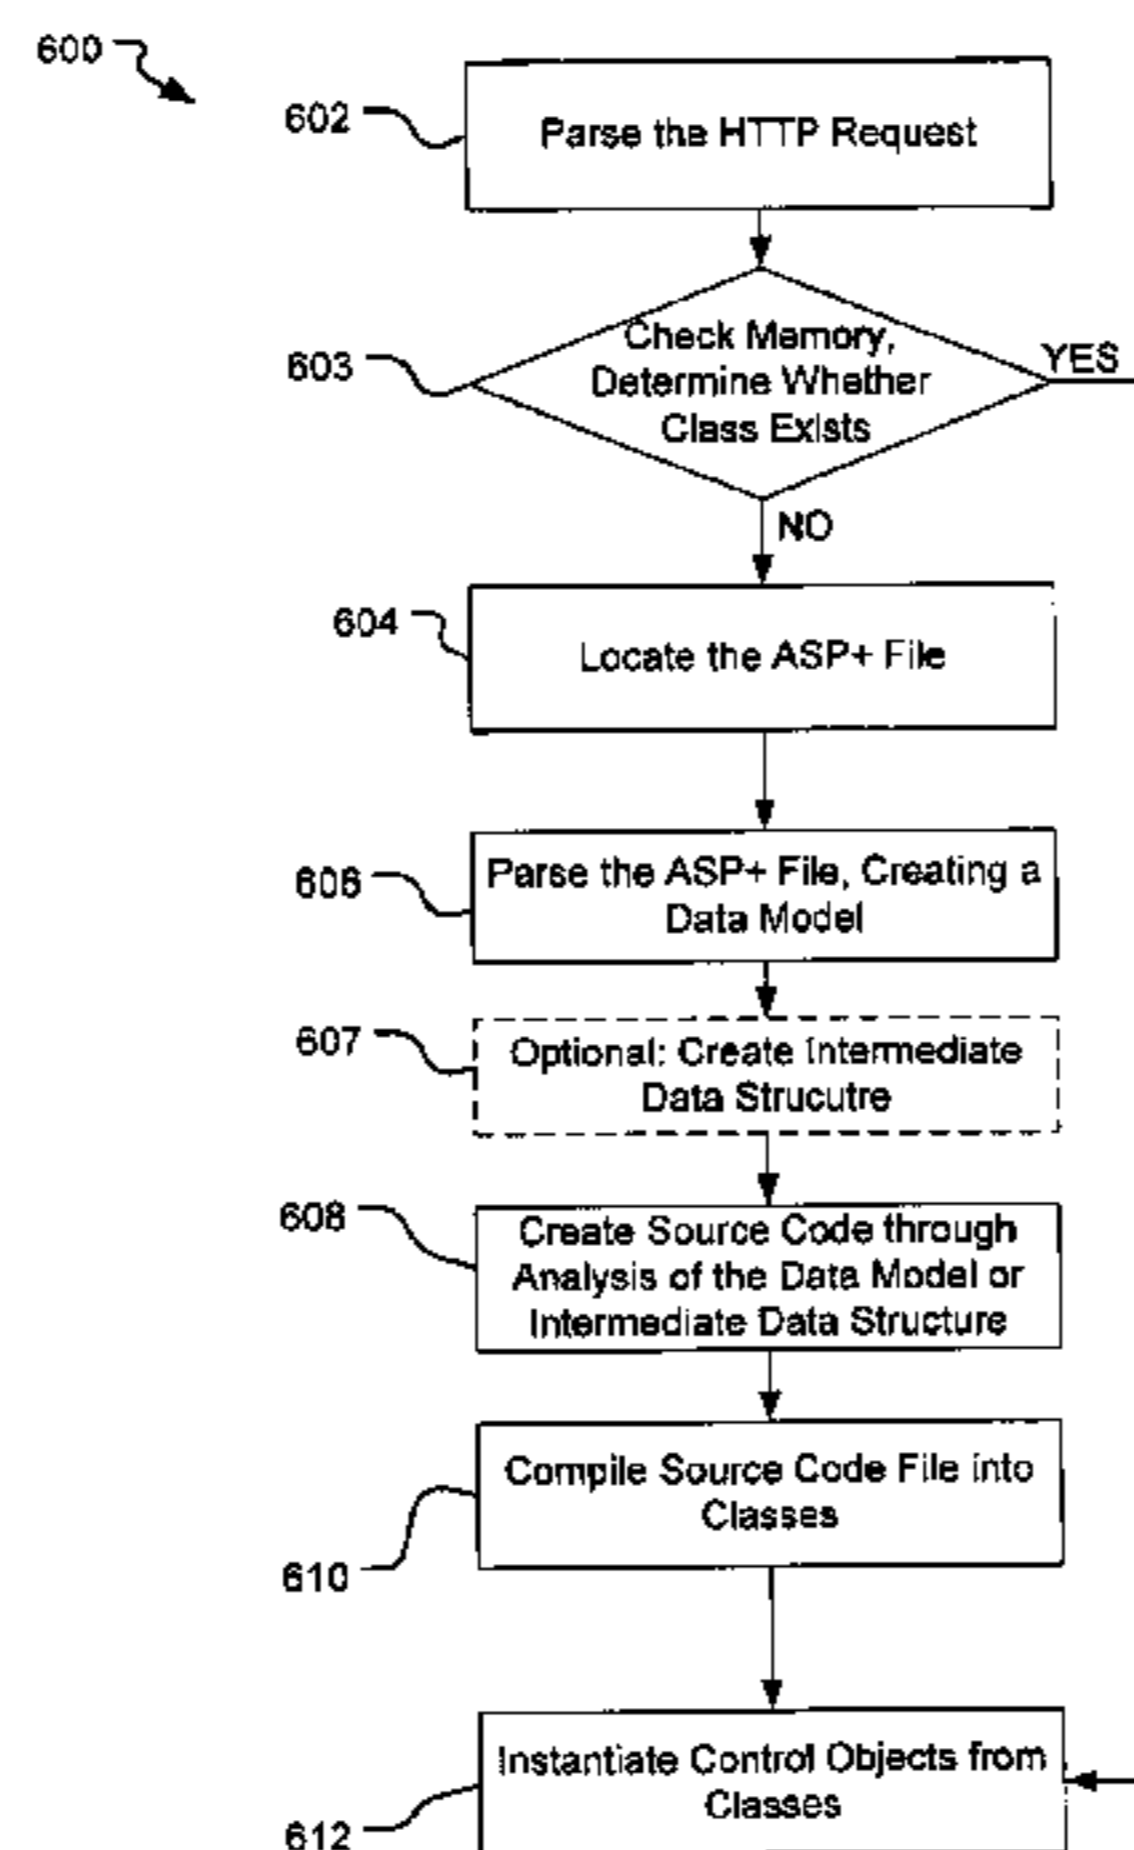 600
602
Parse the HTTP Request
603
Check Memory,
Determine Whether
Class Exists
YES
NO
604
Locate the ASP+ File
606
Parse the ASP+ File, Creating a
Data Model
607
Optional: Create Intermediate
Data Strucutre
608
Create Source Code through
Analysis of the Data Model or
Intermediate Data Structure
610
Compile Source Code File into
Classes
612
Instantiate Control Objects from
Classes